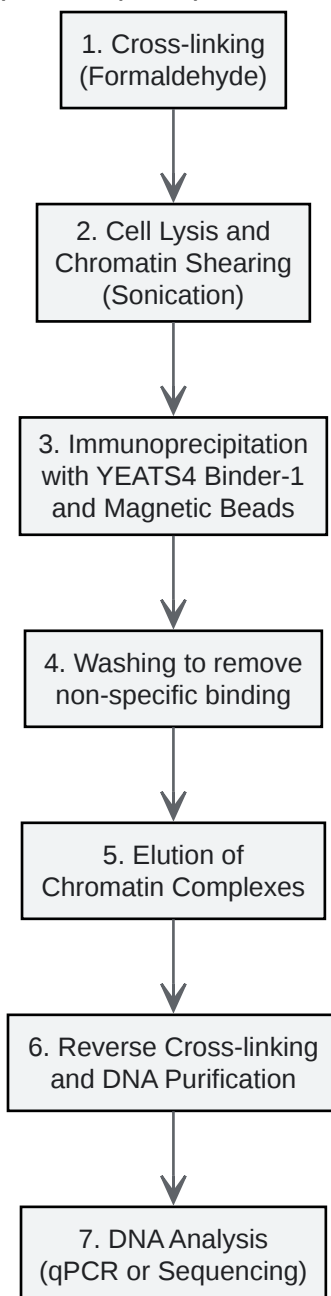 1. Cross-linking
(Formaldehyde)
2. Cell Lysis and
Chromatin Shearing
(Sonication)
3. Immunoprecipitation
with YEATS4 Binder-1
and Magnetic Beads
4. Washing to remove
non-specific binding
5. Elution of
Chromatin Complexes
6. Reverse Cross-linking
and DNA Purification
7. DNA Analysis
(qPCR or Sequencing)